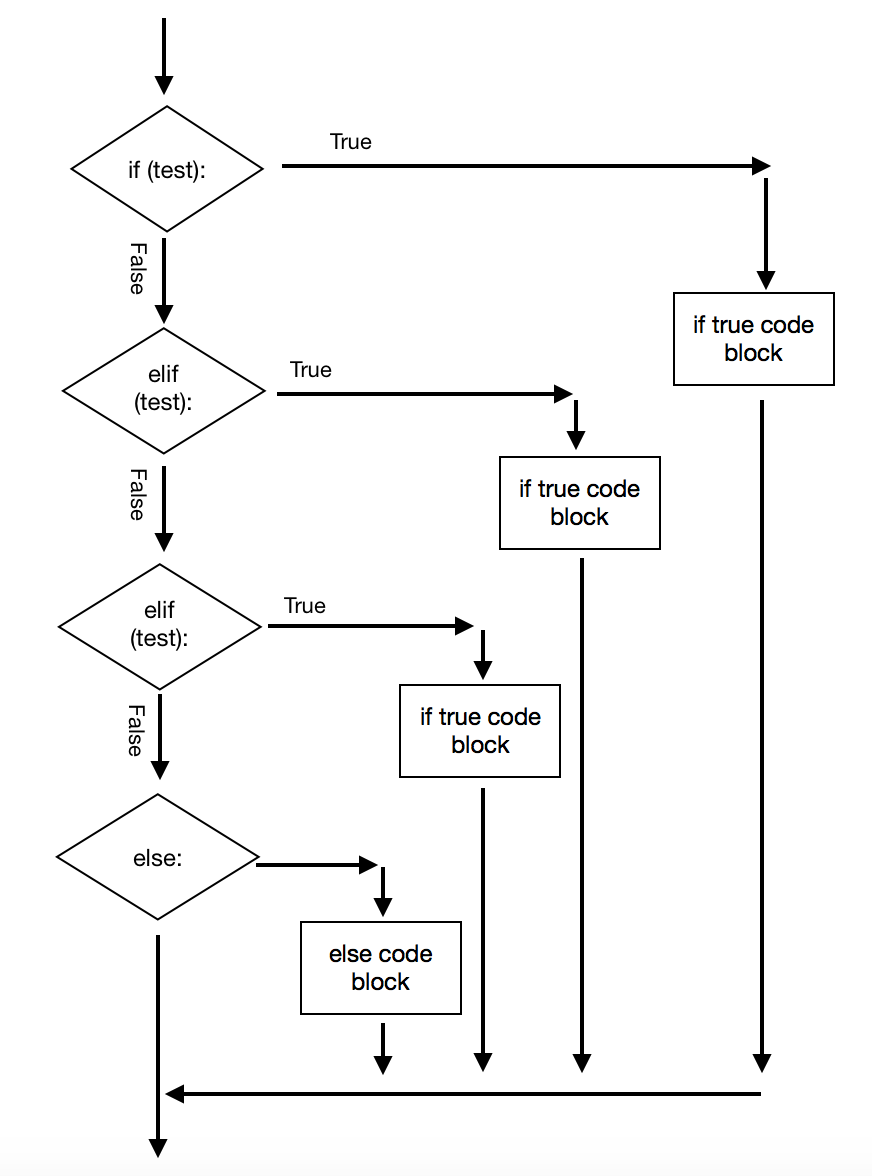 True
if (test):
False
if true code
block
True
elif
(test):
False
if true code
block
True
elif
(test):
False
if true code
block
else:
else code
block